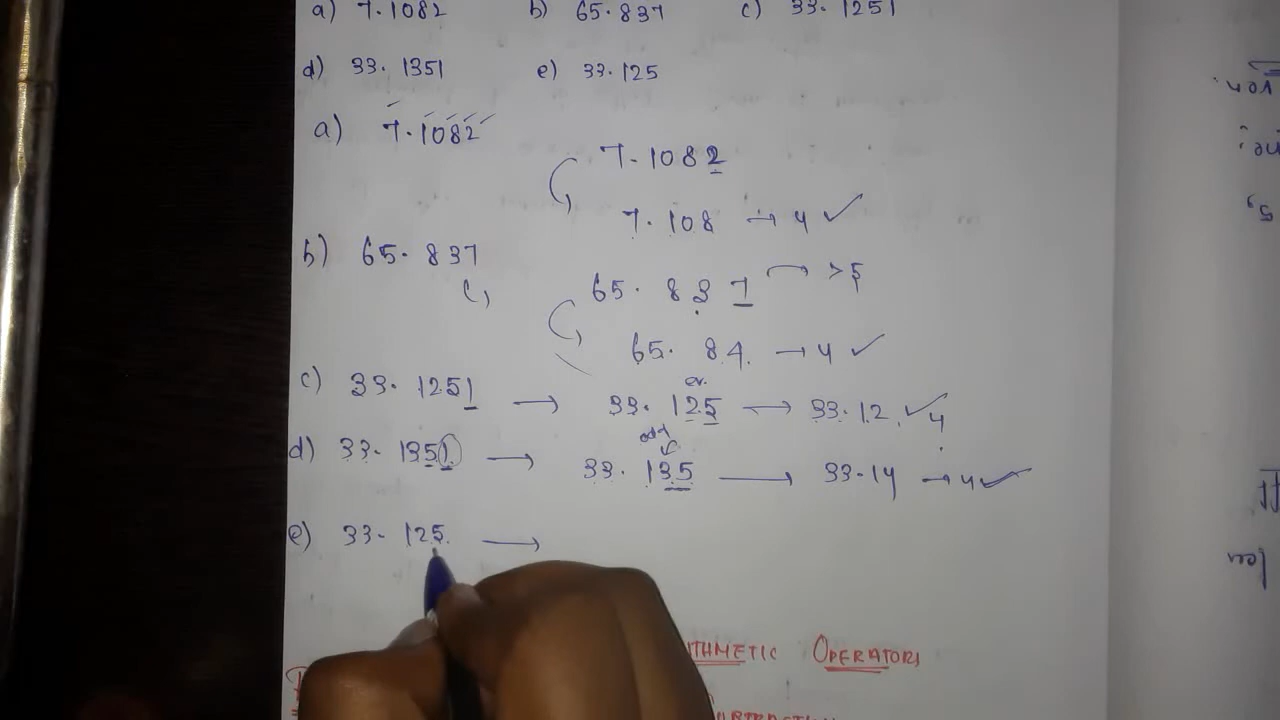 a) 7.1082 b) 65.837 c) 33.1251
d) 33.1351 e) 33.125
a) 7.1082
7.1082
7.108 → 4 ✓
b) 65.837
65.837 → >5
65.84. → 4 ✓
c) 33.1251 → 33.125 → 33.12. ✓ 4
ev.
odd
d) 33.1351 → 33.135 → 33.14 → 4 ✓
e) 33.125. →
OPERATORS